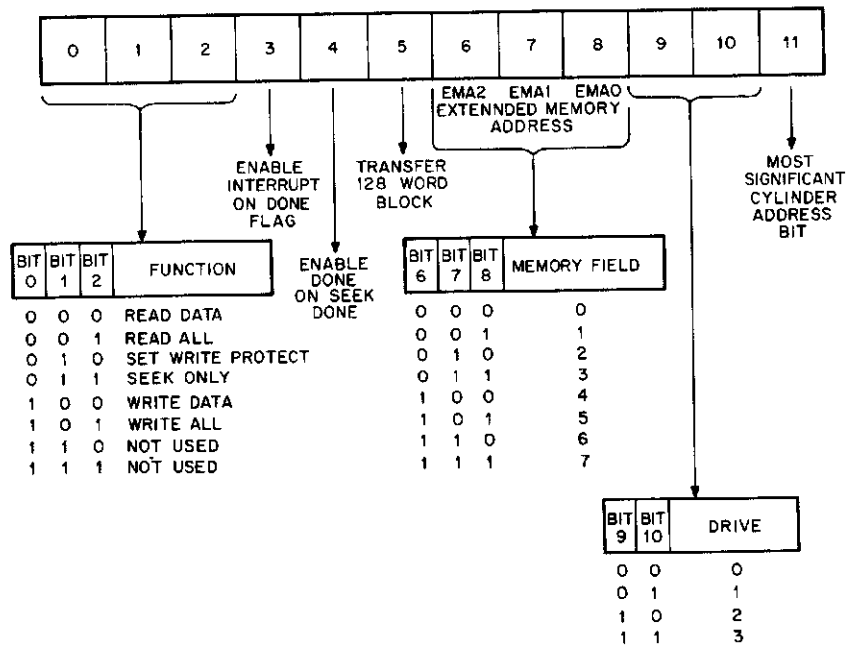 0 1 2 3 4 5 6 7 8 9 10 11
EMA2 EMA1 EMA0
EXTENNDED MEMORY
ADDRESS
ENABLE
INTERRUPT
ON DONE
FLAG
TRANSFER
128 WORD
BLOCK
MOST
SIGNIFICANT
CYLINDER
ADDRESS
BIT
ENABLE
DONE
ON SEEK
DONE
BIT 0 BIT 1 BIT 2 FUNCTION
0 0 0 READ DATA
0 0 1 READ ALL
0 1 0 SET WRITE PROTECT
0 1 1 SEEK ONLY
1 0 0 WRITE DATA
1 0 1 WRITE ALL
1 1 0 NOT USED
1 1 1 NOT USED
BIT 6 BIT 7 BIT 8 MEMORY FIELD
0 0 0 0
0 0 1 1
0 1 0 2
0 1 1 3
1 0 0 4
1 0 1 5
1 1 0 6
1 1 1 7
BIT 9 BIT 10 DRIVE
0 0 0
0 1 1
1 0 2
1 1 3